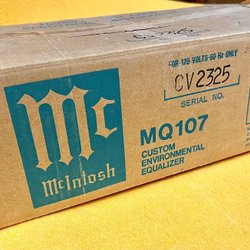 Mc
McIntosh
FOR 120 VOLTS 60 Hz ONLY
CV2325
SERIAL NO.
MQ107
CUSTOM
ENVIRONMENTAL
EQUALIZER